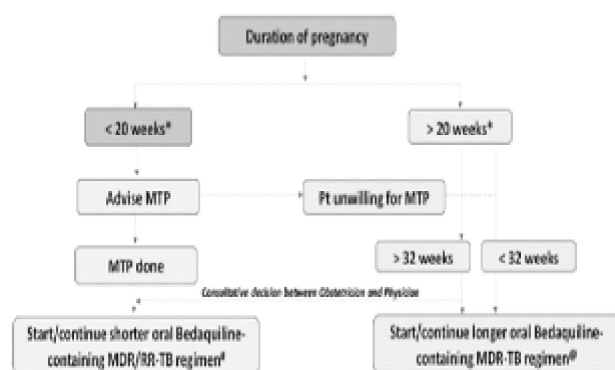 Duration of pregnancy
< 20 weeks*
> 20 weeks*
Advise MTP
Pt unwilling for MTP
MTP done
> 32 weeks
< 32 weeks
Consultative decision between Obstetrician and Physician
Start/continue shorter oral Bedaquiline-
containing MDR/RR-TB regimen#
Start/continue longer oral Bedaquiline-
containing MDR-TB regimen@